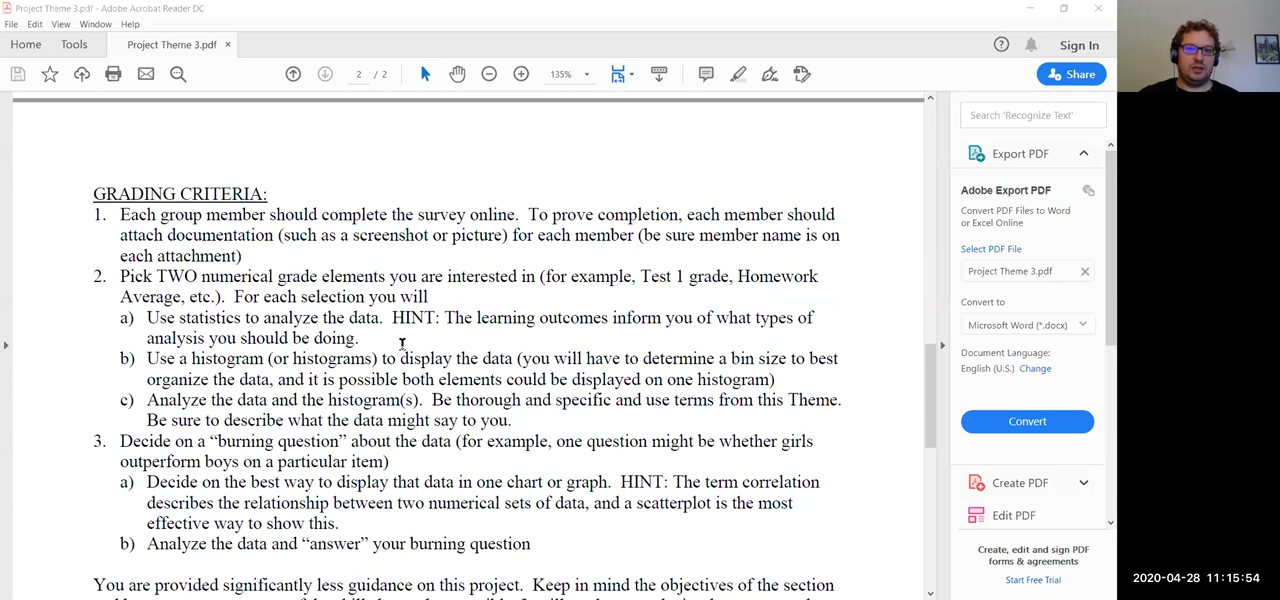 Project Theme 3.pdf - Adobe Acrobat Reader DC
File Edit View Window Help
Home Tools Project Theme 3.pdf × Sign In
2 / 2 135% Share
GRADING CRITERIA:
1. Each group member should complete the survey online. To prove completion, each member should
attach documentation (such as a screenshot or picture) for each member (be sure member name is on
each attachment)
2. Pick TWO numerical grade elements you are interested in (for example, Test 1 grade, Homework
Average, etc.). For each selection you will
a) Use statistics to analyze the data. HINT: The learning outcomes inform you of what types of
analysis you should be doing.
b) Use a histogram (or histograms) to display the data (you will have to determine a bin size to best
organize the data, and it is possible both elements could be displayed on one histogram)
c) Analyze the data and the histogram(s). Be thorough and specific and use terms from this Theme.
Be sure to describe what the data might say to you.
3. Decide on a “burning question” about the data (for example, one question might be whether girls
outperform boys on a particular item)
a) Decide on the best way to display that data in one chart or graph. HINT: The term correlation
describes the relationship between two numerical sets of data, and a scatterplot is the most
effective way to show this.
b) Analyze the data and “answer” your burning question
You are provided significantly less guidance on this project. Keep in mind the objectives of the section
Search 'Recognize Text'
Export PDF
Adobe Export PDF
Convert PDF Files to Word
or Excel Online
Select PDF File
Project Theme 3.pdf
Convert to
Microsoft Word (*.docx)
Document Language:
English (U.S.) Change
Convert
Create PDF
Edit PDF
Create, edit and sign PDF
forms & agreements
Start Free Trial
2020-04-28 11:15:54